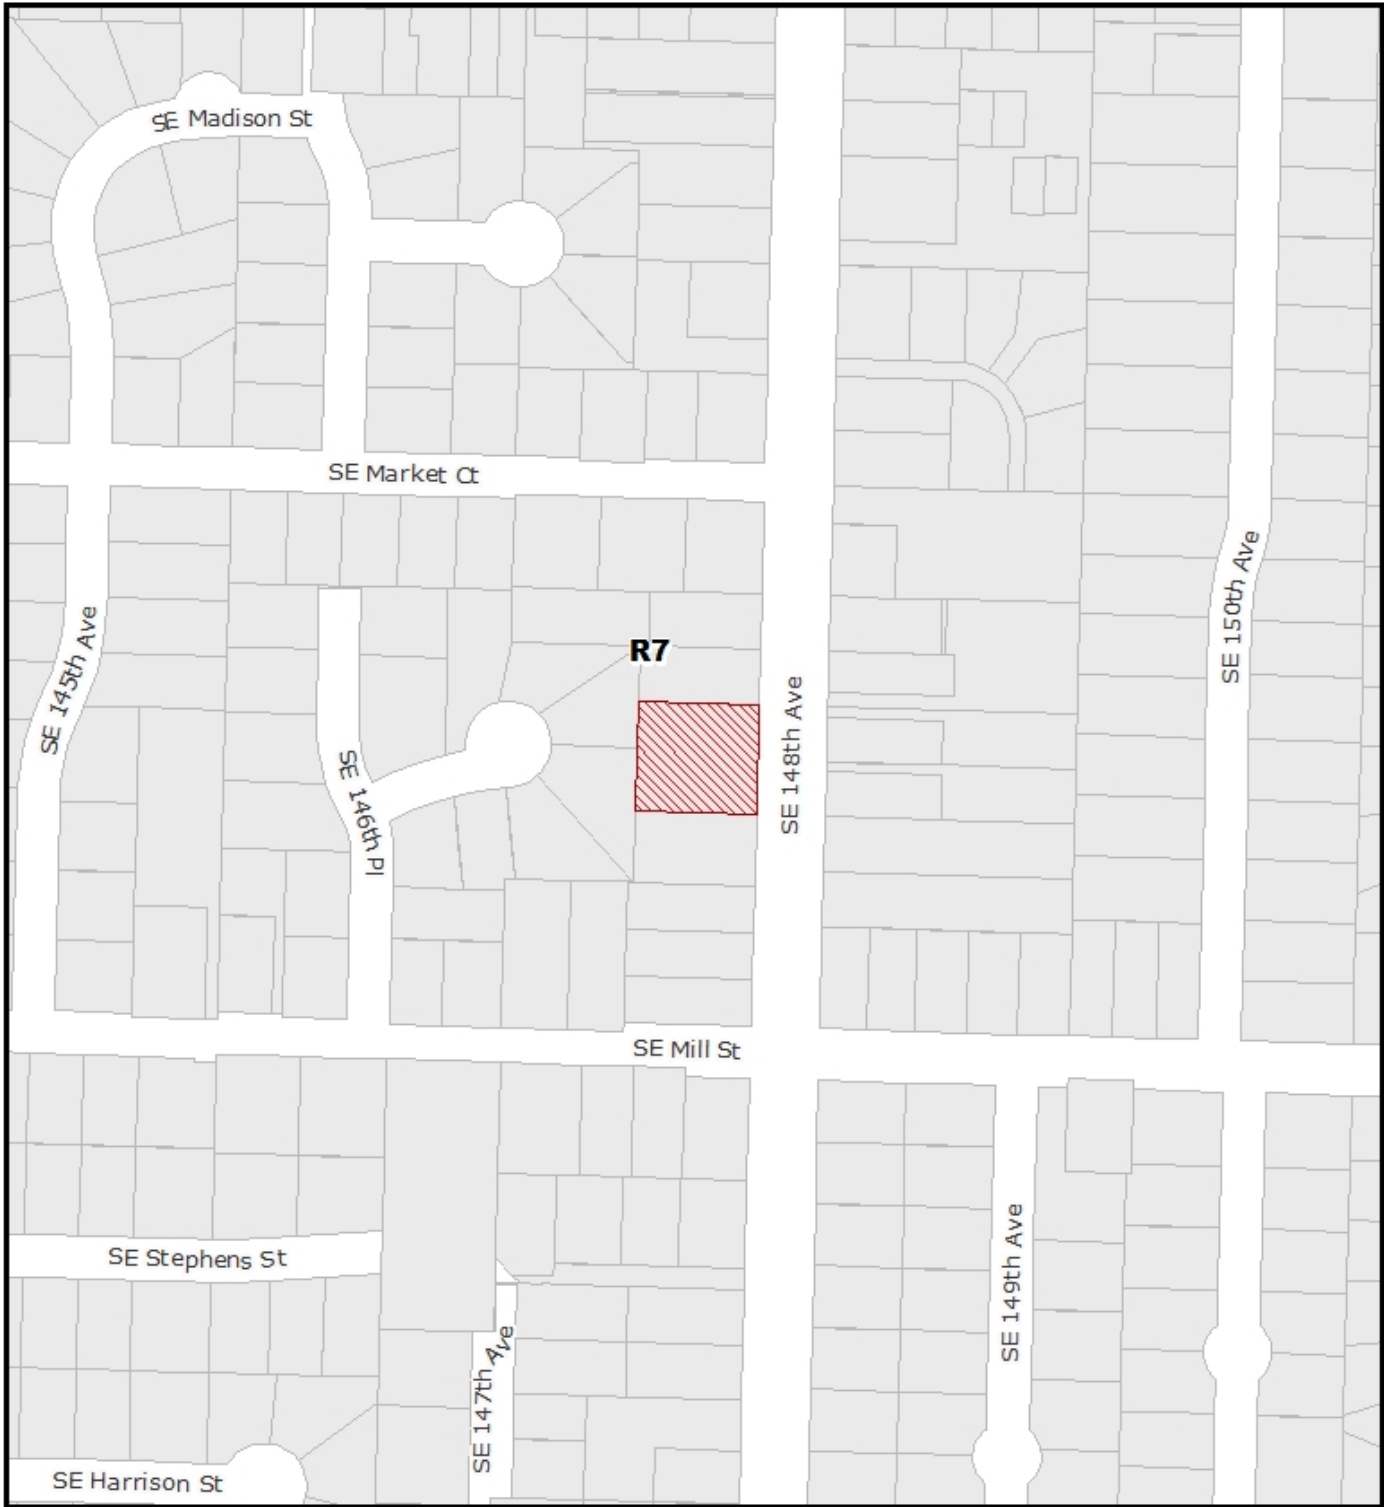 SE Madison St
SE Market Ct
SE 145th Ave
R7
SE 150th Ave
SE 148th Ave
SE 146th Pl
SE Mill St
SE Stephens St
SE 149th Ave
SE 147th Ave
SE Harrison St